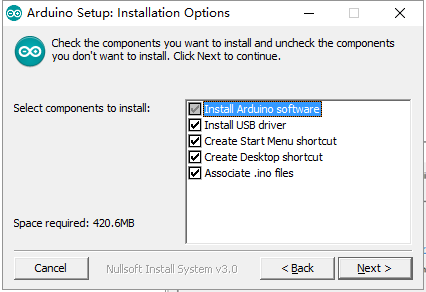 Arduino Setup: Installation Options
Check the components you want to install and uncheck the components
you don't want to install. Click Next to continue.
Select components to install:
Install Arduino software
Install USB driver
Create Start Menu shortcut
Create Desktop shortcut
Associate .ino files
Space required: 420.6MB
Cancel
Nullsoft Install System v3.0
< Back
Next >